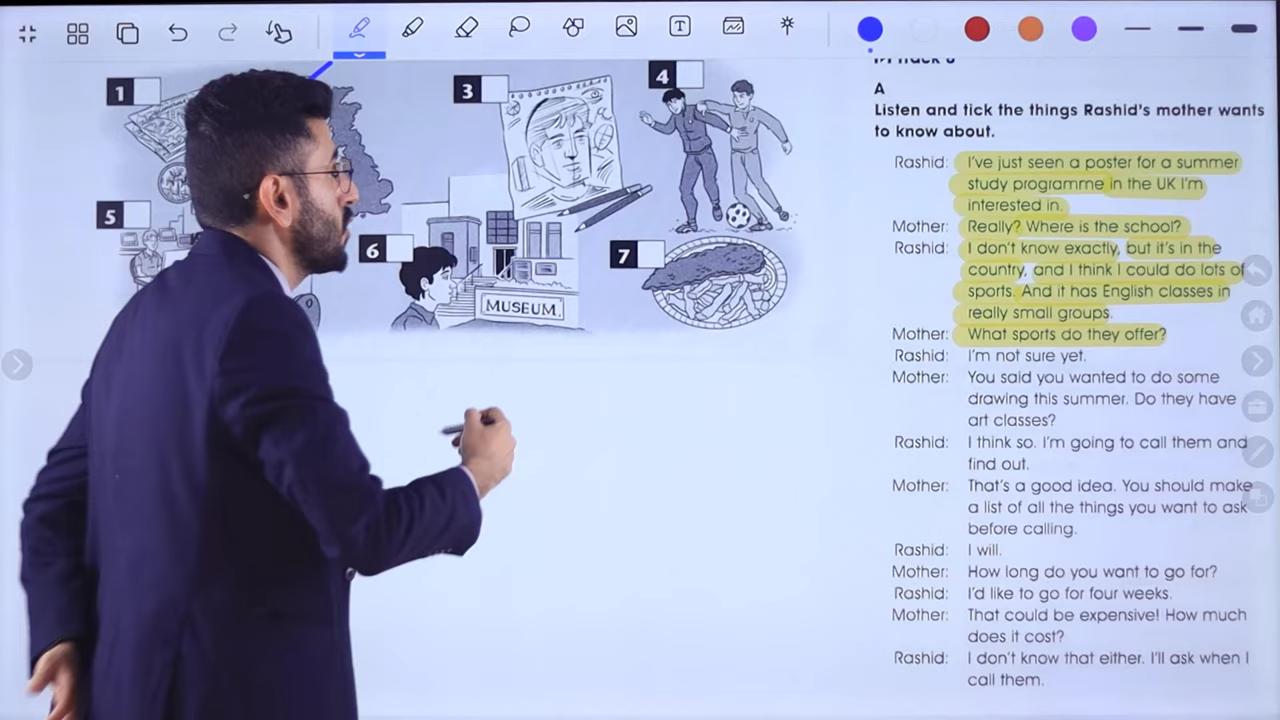 1
3
4
5
6
7
MUSEUM.
A
Listen and tick the things Rashid's mother wants
to know about.
Rashid: I've just seen a poster for a summer
study programme in the UK I'm
interested in.
Mother: Really? Where is the school?
Rashid: I don't know exactly, but it's in the
country, and I think I could do lots of
sports. And it has English classes in
really small groups.
Mother: What sports do they offer?
Rashid: I'm not sure yet.
Mother: You said you wanted to do some
drawing this summer. Do they have
art classes?
Rashid: I think so. I'm going to call them and
find out.
Mother: That's a good idea. You should make
a list of all the things you want to ask
before calling.
Rashid: I will.
Mother: How long do you want to go for?
Rashid: I'd like to go for four weeks.
Mother: That could be expensive! How much
does it cost?
Rashid: I don't know that either. I'll ask when I
call them.